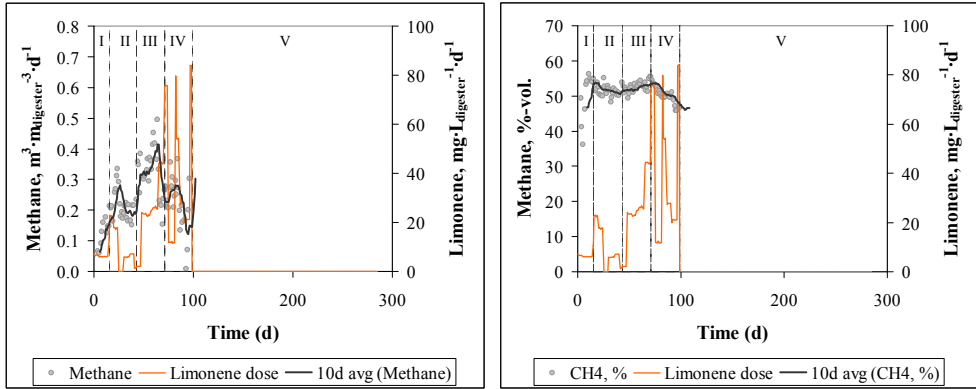 0.8
0.7
0.6
0.5
0.4
0.3
0.2
0.1
0.0
Methane, m³·m_digester⁻³·d⁻¹
I II III IV V
100
80
60
40
20
0
Limonene, mg·L_digester⁻¹·d⁻¹
0 100 200 300
Time (d)
Methane Limonene dose 10d avg (Methane)
70
60
50
40
30
20
10
0
Methane, %-vol.
I II III IV V
100
80
60
40
20
0
Limonene, mg·L_digester⁻¹·d⁻¹
0 100 200 300
Time (d)
CH4, % Limonene dose 10d avg (CH4, %)